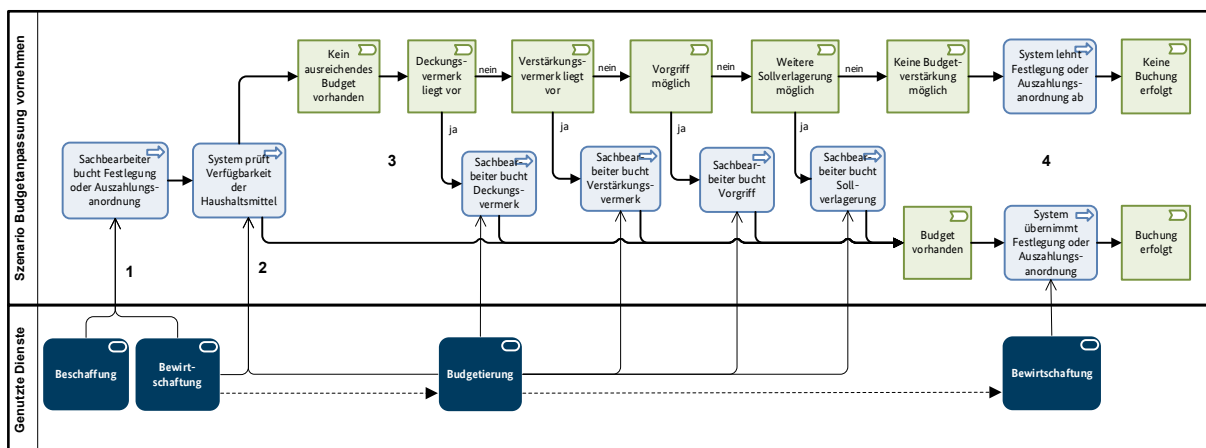 Szenario Budgetanpassung vornehmen
Kein
ausreichendes
Budget
vorhanden
Deckungs-
vermerk
liegt vor
nein
Verstärkungs-
vermerk liegt
vor
nein
Vorgriff
möglich
nein
Weitere
Sollverlagerung
möglich
nein
Keine Budget-
verstärkung
möglich
System lehnt
Festlegung oder
Auszahlungs-
anordnung ab
Keine
Buchung
erfolgt
ja
ja
ja
ja
Sachbearbeiter
bucht Festlegung
oder Auszahlungs-
anordnung
System prüft
Verfügbarkeit
der
Haushaltsmittel
3
Sachbear-
beiter bucht
Deckungs-
vermerk
Sachbear-
beiter bucht
Verstärkungs-
vermerk
Sachbear-
beiter bucht
Vorgriff
Sachbear-
beiter bucht
Soll-
verlagerung
4
Budget
vorhanden
System
übernimmt
Festlegung oder
Auszahlungs-
anordnung
Buchung
erfolgt
1
2
Genutzte Dienste
Beschaffung
Bewirt-
schaftung
Budgetierung
Bewirtschaftung